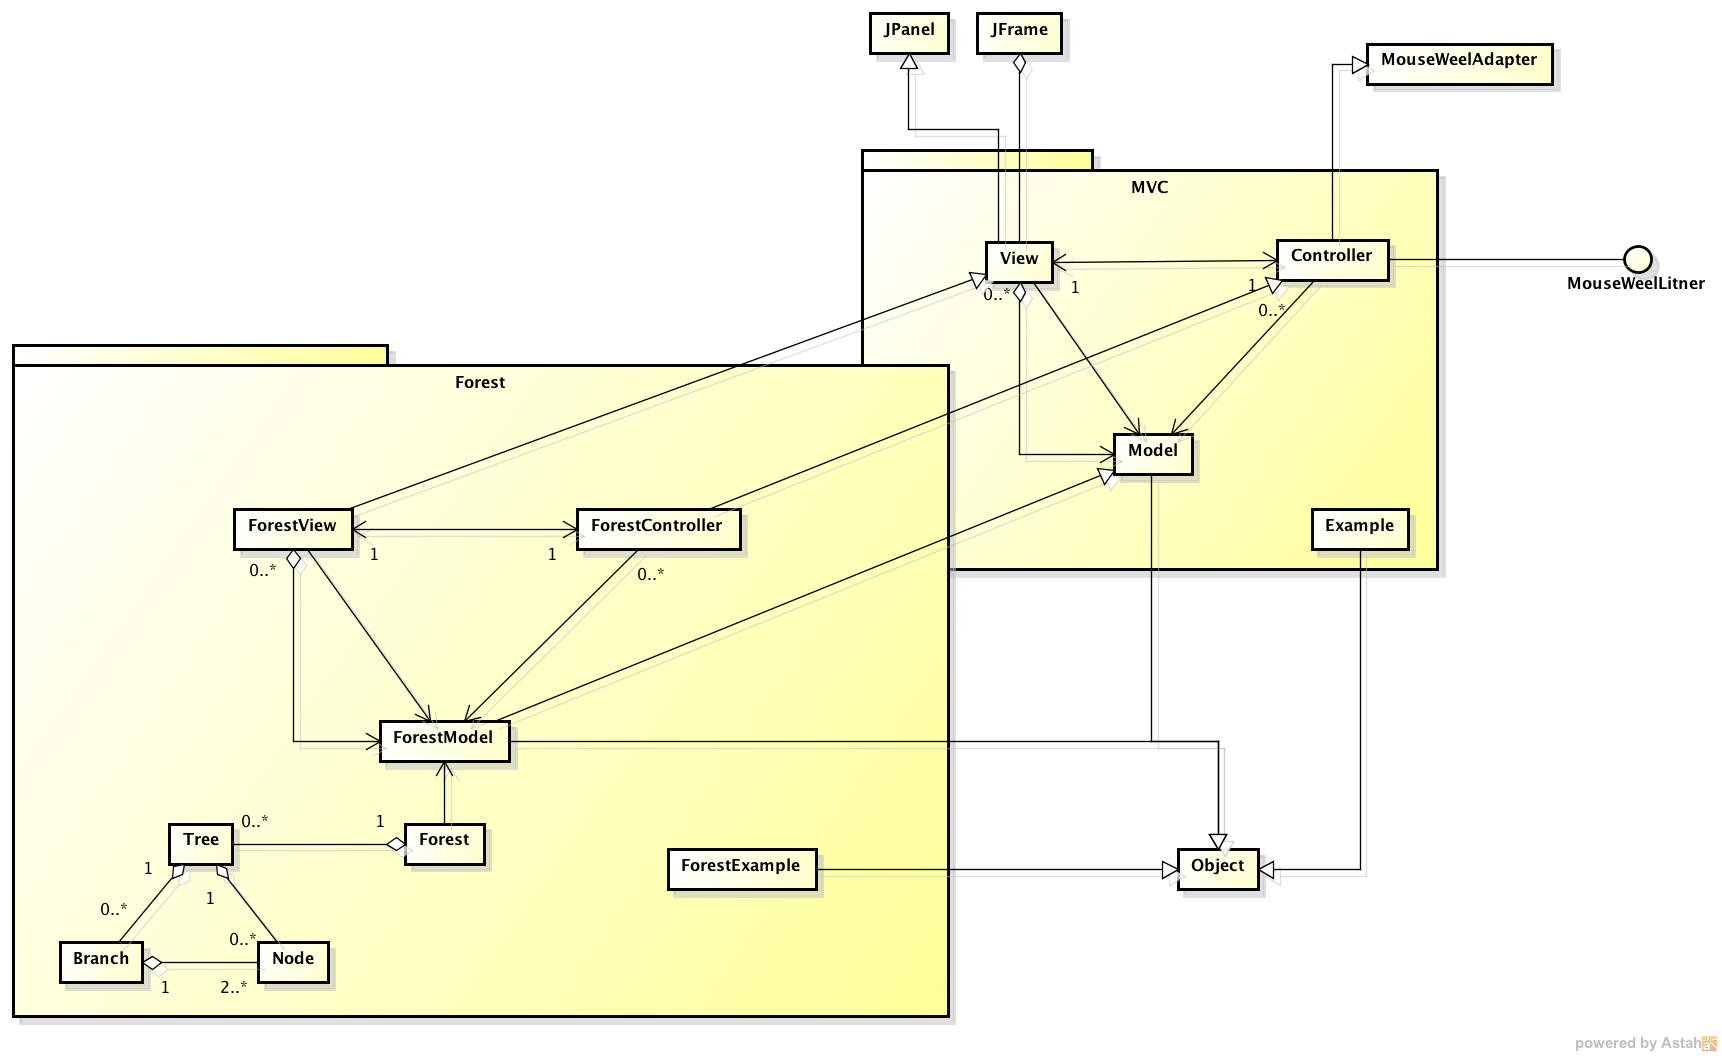 JPanel
JFrame
MouseWeelAdapter
MVC
View
Controller
MouseWeelLitner
1
1
0..*
0..*
Forest
Model
ForestView
ForestController
Example
1
1
0..*
0..*
ForestModel
Tree
0..*
1
Forest
ForestExample
Object
1
1
0..*
0..*
Branch
Node
1
2..*
powered by Astah